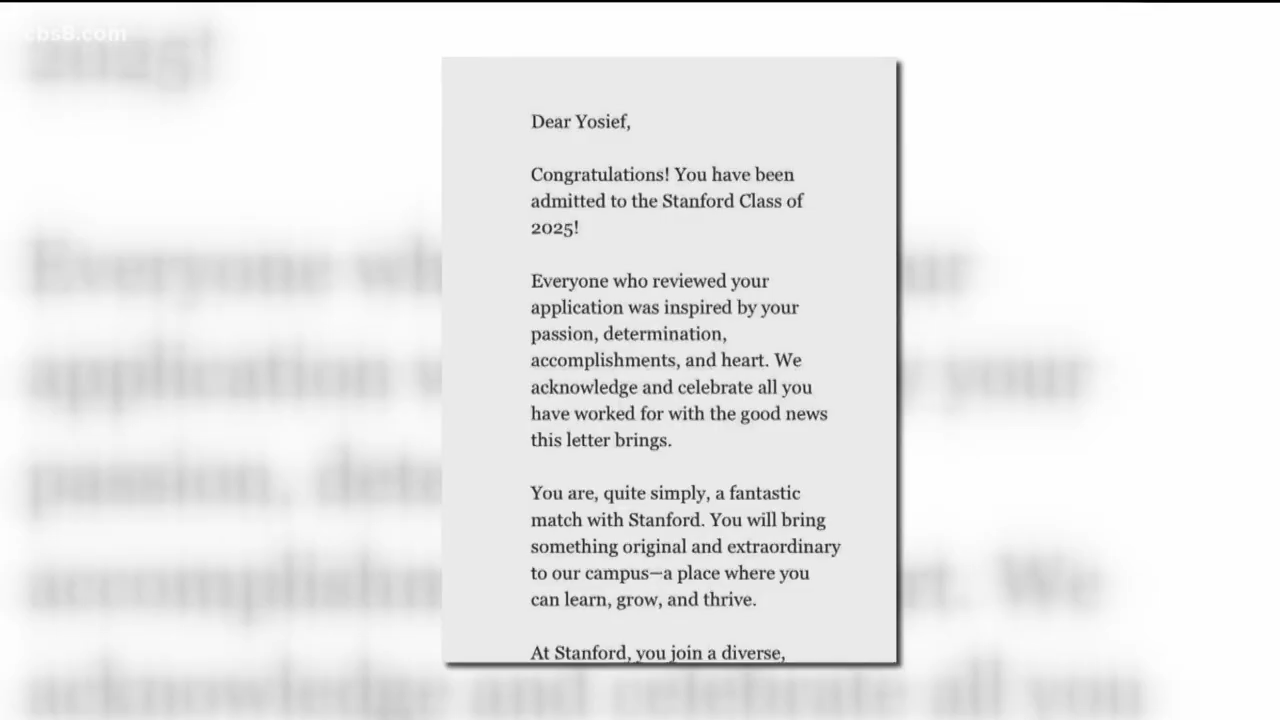 cbs8.com
2025!
Dear Yosief,
Congratulations! You have been
admitted to the Stanford Class of
2025!
Everyone who reviewed your
application was inspired by your
passion, determination,
accomplishments, and heart. We
acknowledge and celebrate all you
have worked for with the good news
this letter brings.
You are, quite simply, a fantastic
match with Stanford. You will bring
something original and extraordinary
to our campus—a place where you
can learn, grow, and thrive.
At Stanford, you join a diverse,